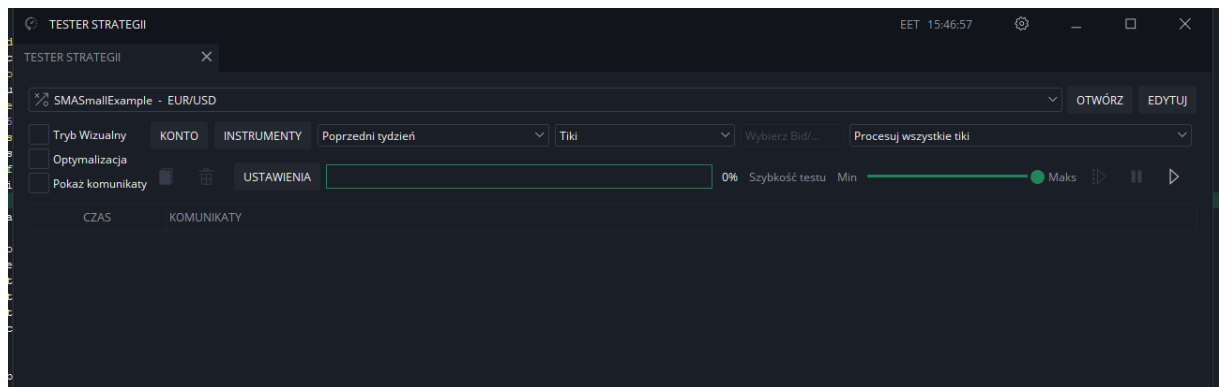 TESTER STRATEGII EET 15:46:57
TESTER STRATEGII
SMASmallExample - EUR/USD OTWÓRZ EDYTUJ
Tryb Wizualny KONTO INSTRUMENTY Poprzedni tydzień Tiki Wybierz Bid/... Procesuj wszystkie tiki
Optymalizacja
Pokaż komunikaty USTAWIENIA 0% Szybkość testu Min Maks
CZAS KOMUNIKATY